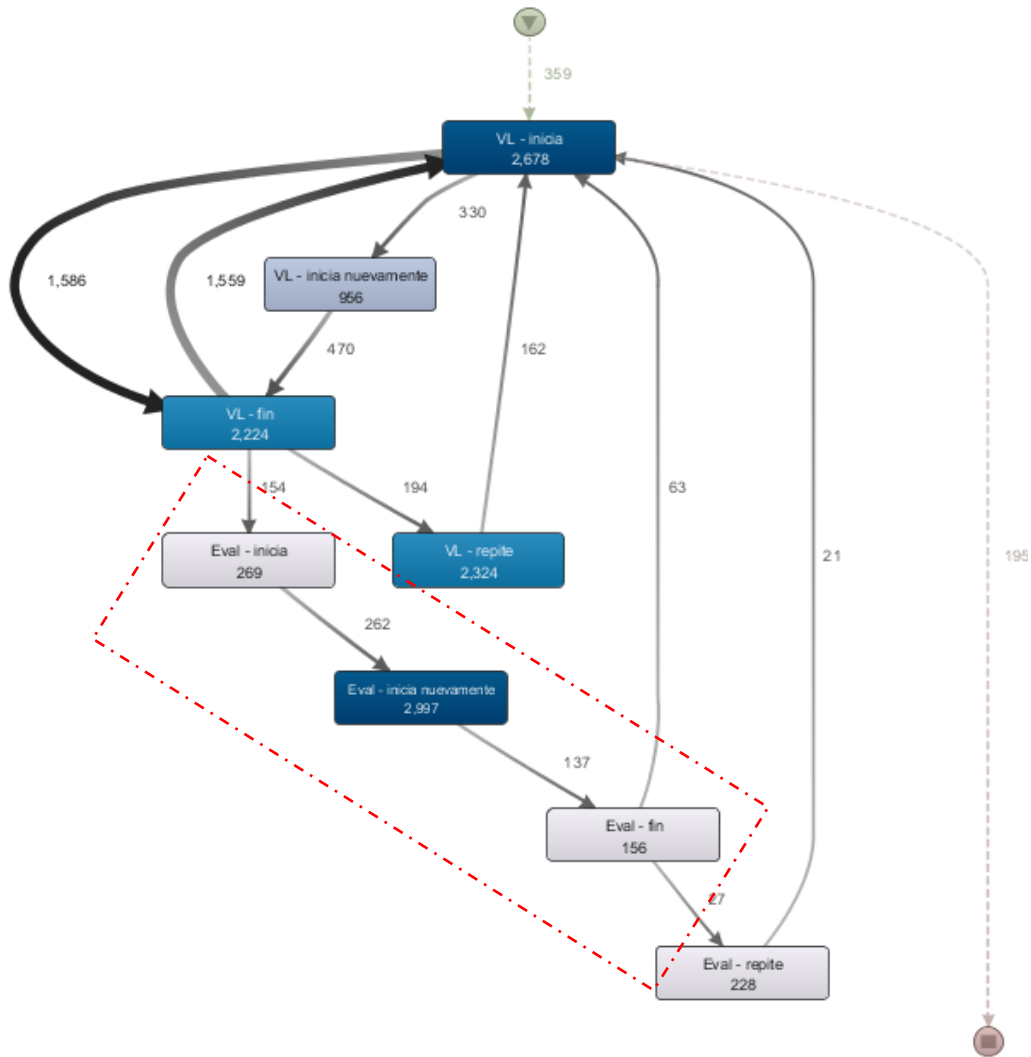 359
VL - inicia
2,678
330
VL - inicia nuevamente
956
1,586
1,559
470
162
VL - fin
2,224
154
194
63
Eval - inicia
269
VL - repite
2,324
21
195
262
Eval - inicia nuevamente
2,997
137
Eval - fin
156
27
Eval - repite
228